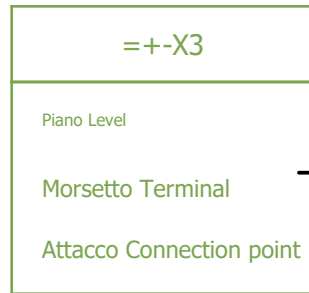 =+-X3
Piano Level
Morsetto Terminal
Attacco Connection point